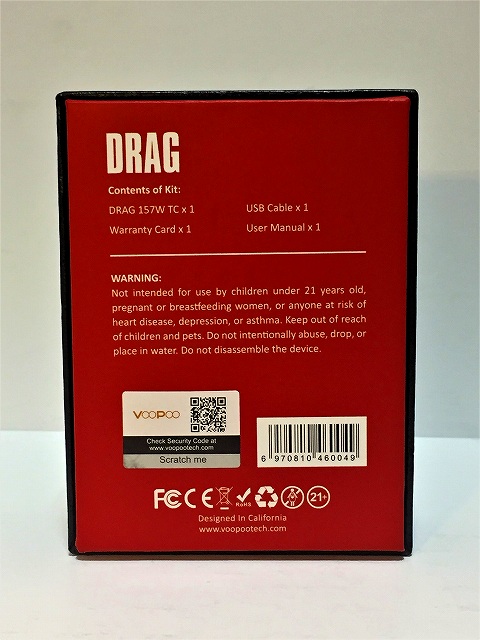 DRAG
Contents of Kit:
DRAG 157W TC x 1 USB Cable x 1
Warranty Card x 1 User Manual x 1
WARNING:
Not intended for use by children under 21 years old,
pregnant or breastfeeding women, or anyone at risk of
heart disease, depression, or asthma. Keep out of reach
of children and pets. Do not intentionally abuse, drop, or
place in water. Do not disassemble the device.
VOOPOO
Check Security Code at
www.voopootech.com
Scratch me
6 970810 460049
FC CE RoHS 21+
Designed In California
www.voopootech.com